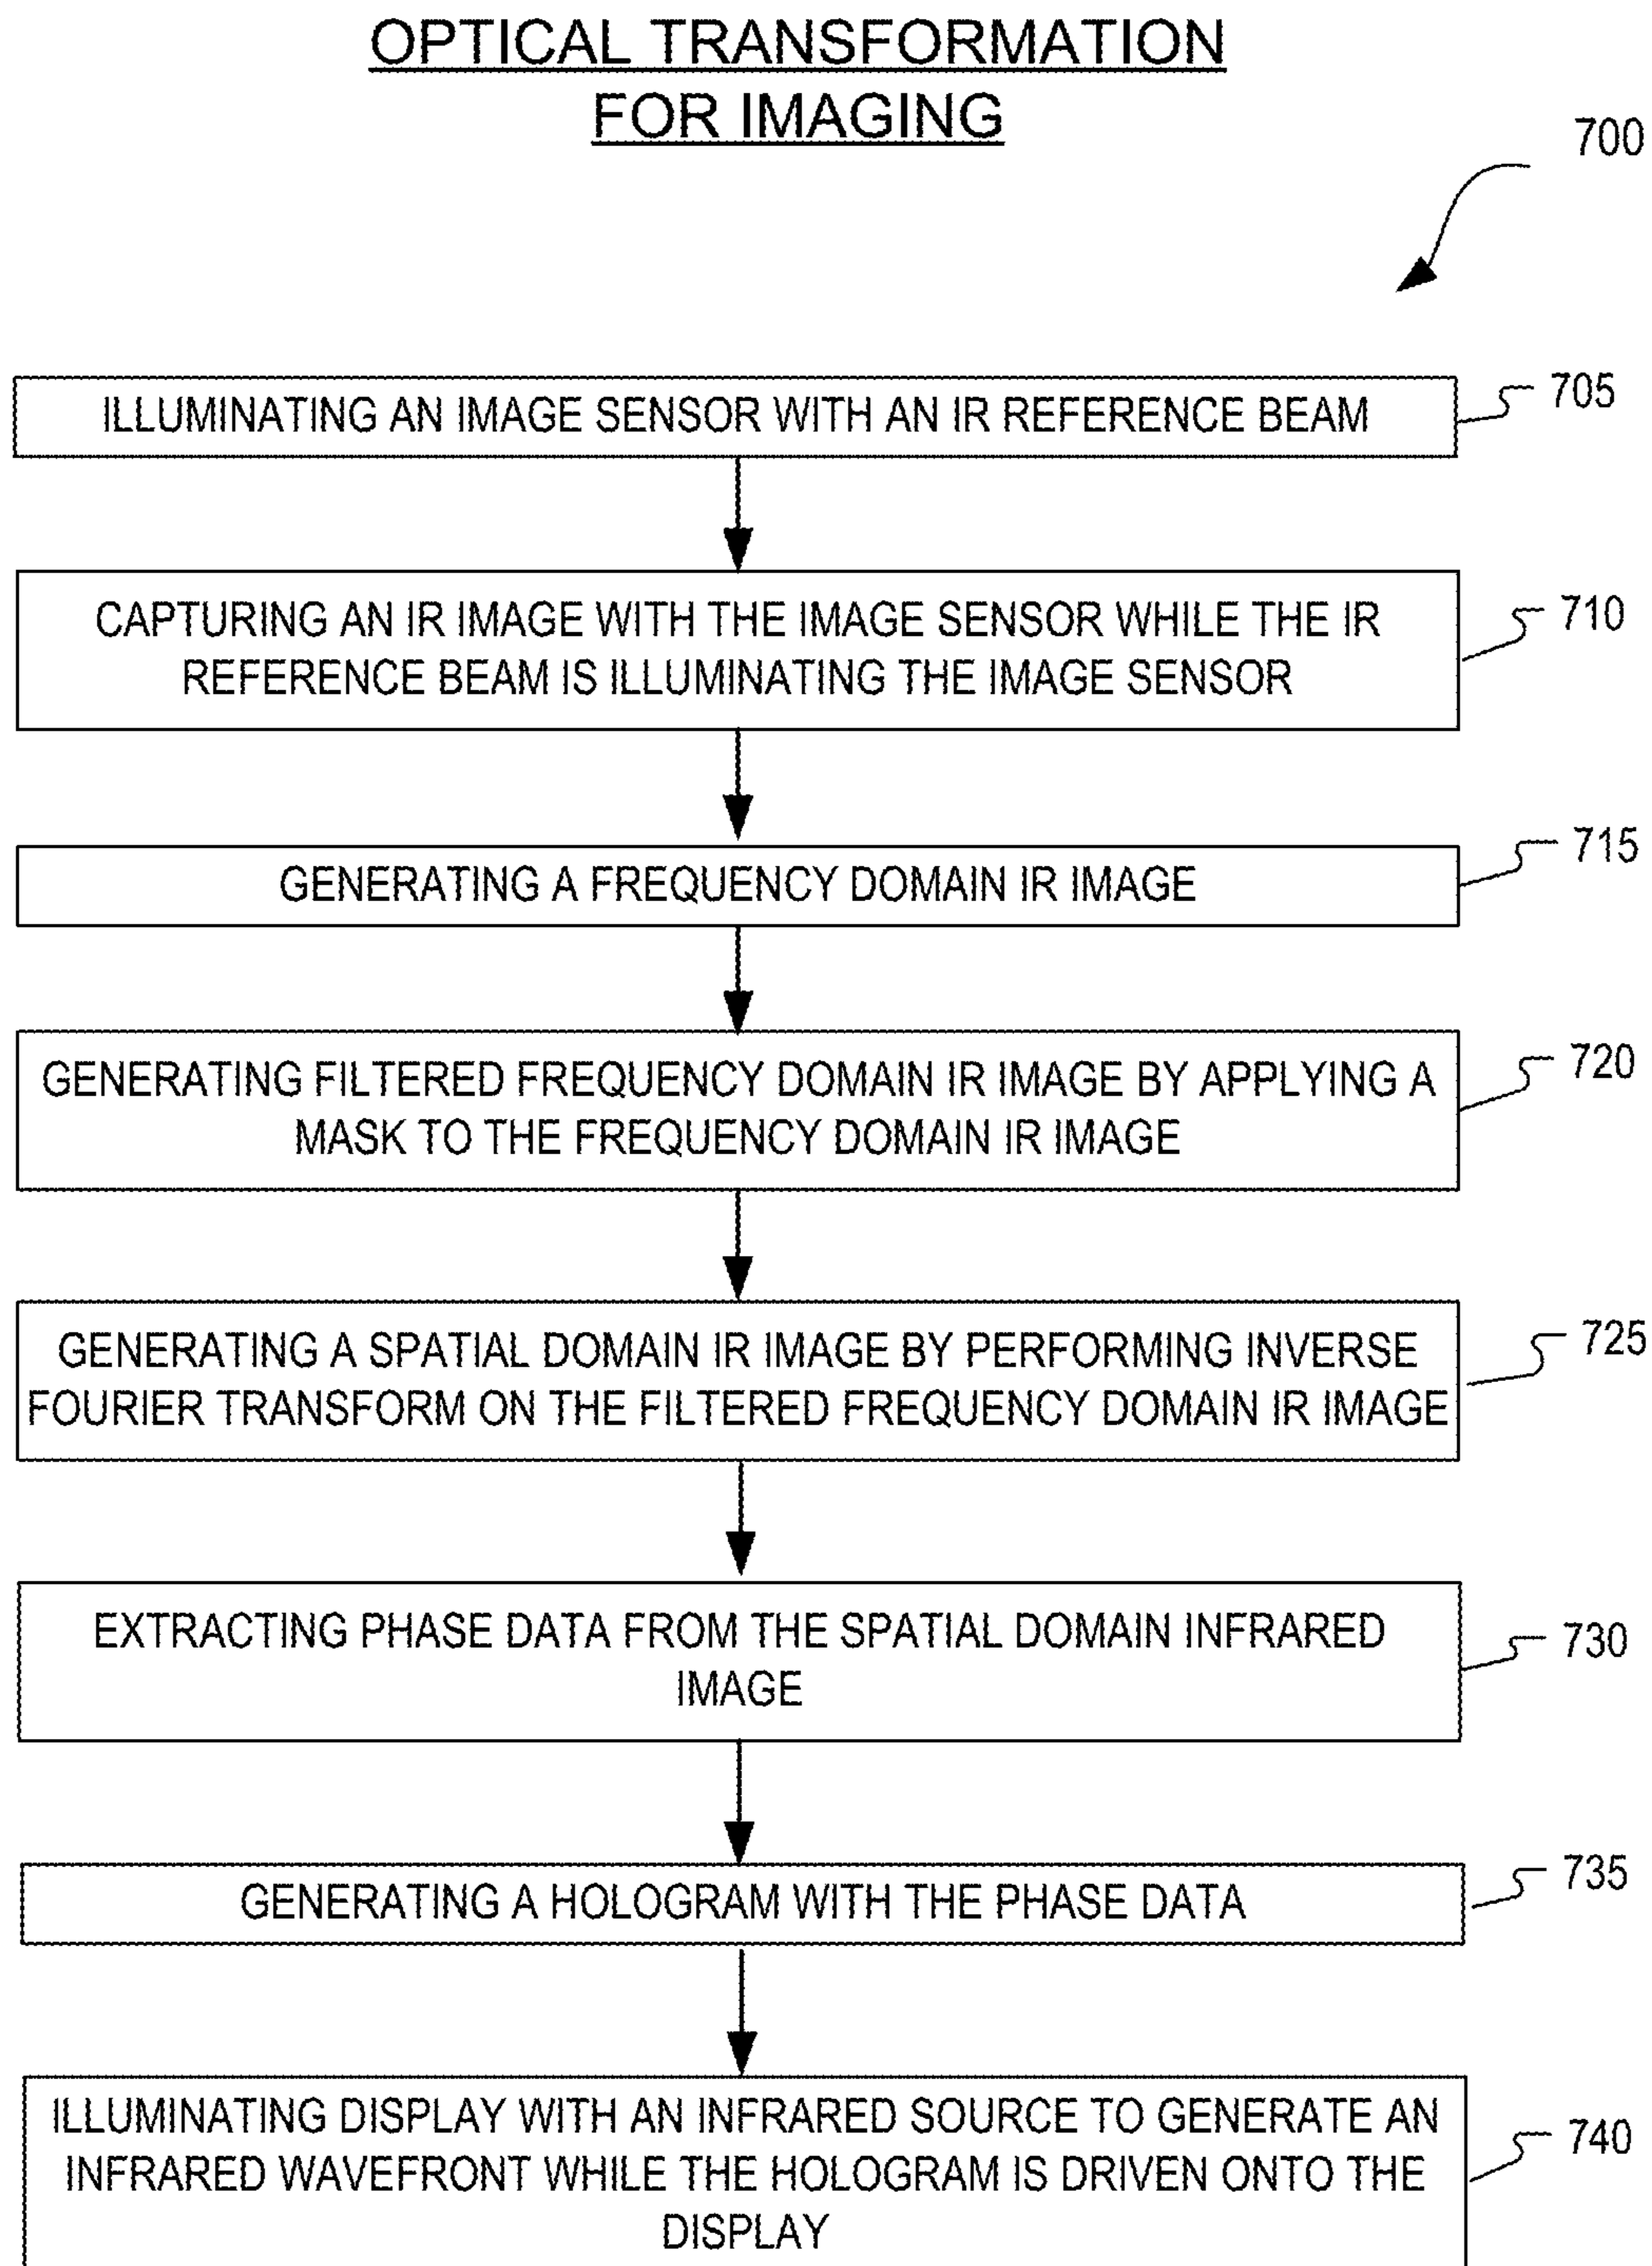 OPTICAL TRANSFORMATION
FOR IMAGING
700
ILLUMINATING AN IMAGE SENSOR WITH AN IR REFERENCE BEAM
705
CAPTURING AN IR IMAGE WITH THE IMAGE SENSOR WHILE THE IR
REFERENCE BEAM IS ILLUMINATING THE IMAGE SENSOR
710
GENERATING A FREQUENCY DOMAIN IR IMAGE
715
GENERATING FILTERED FREQUENCY DOMAIN IR IMAGE BY APPLYING A
MASK TO THE FREQUENCY DOMAIN IR IMAGE
720
GENERATING A SPATIAL DOMAIN IR IMAGE BY PERFORMING INVERSE
FOURIER TRANSFORM ON THE FILTERED FREQUENCY DOMAIN IR IMAGE
725
EXTRACTING PHASE DATA FROM THE SPATIAL DOMAIN INFRARED
IMAGE
730
GENERATING A HOLOGRAM WITH THE PHASE DATA
735
ILLUMINATING DISPLAY WITH AN INFRARED SOURCE TO GENERATE AN
INFRARED WAVEFRONT WHILE THE HOLOGRAM IS DRIVEN ONTO THE
DISPLAY
740